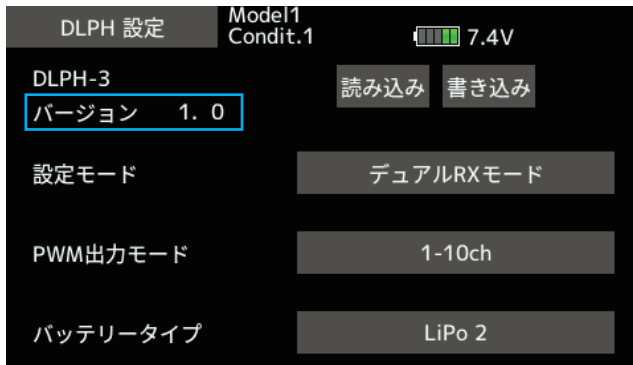 DLPH 設定
Model1
Condit.1
7.4V
DLPH-3
読み込み 書き込み
バージョン 1. 0
設定モード デュアルRXモード
PWM出力モード 1-10ch
バッテリータイプ LiPo 2